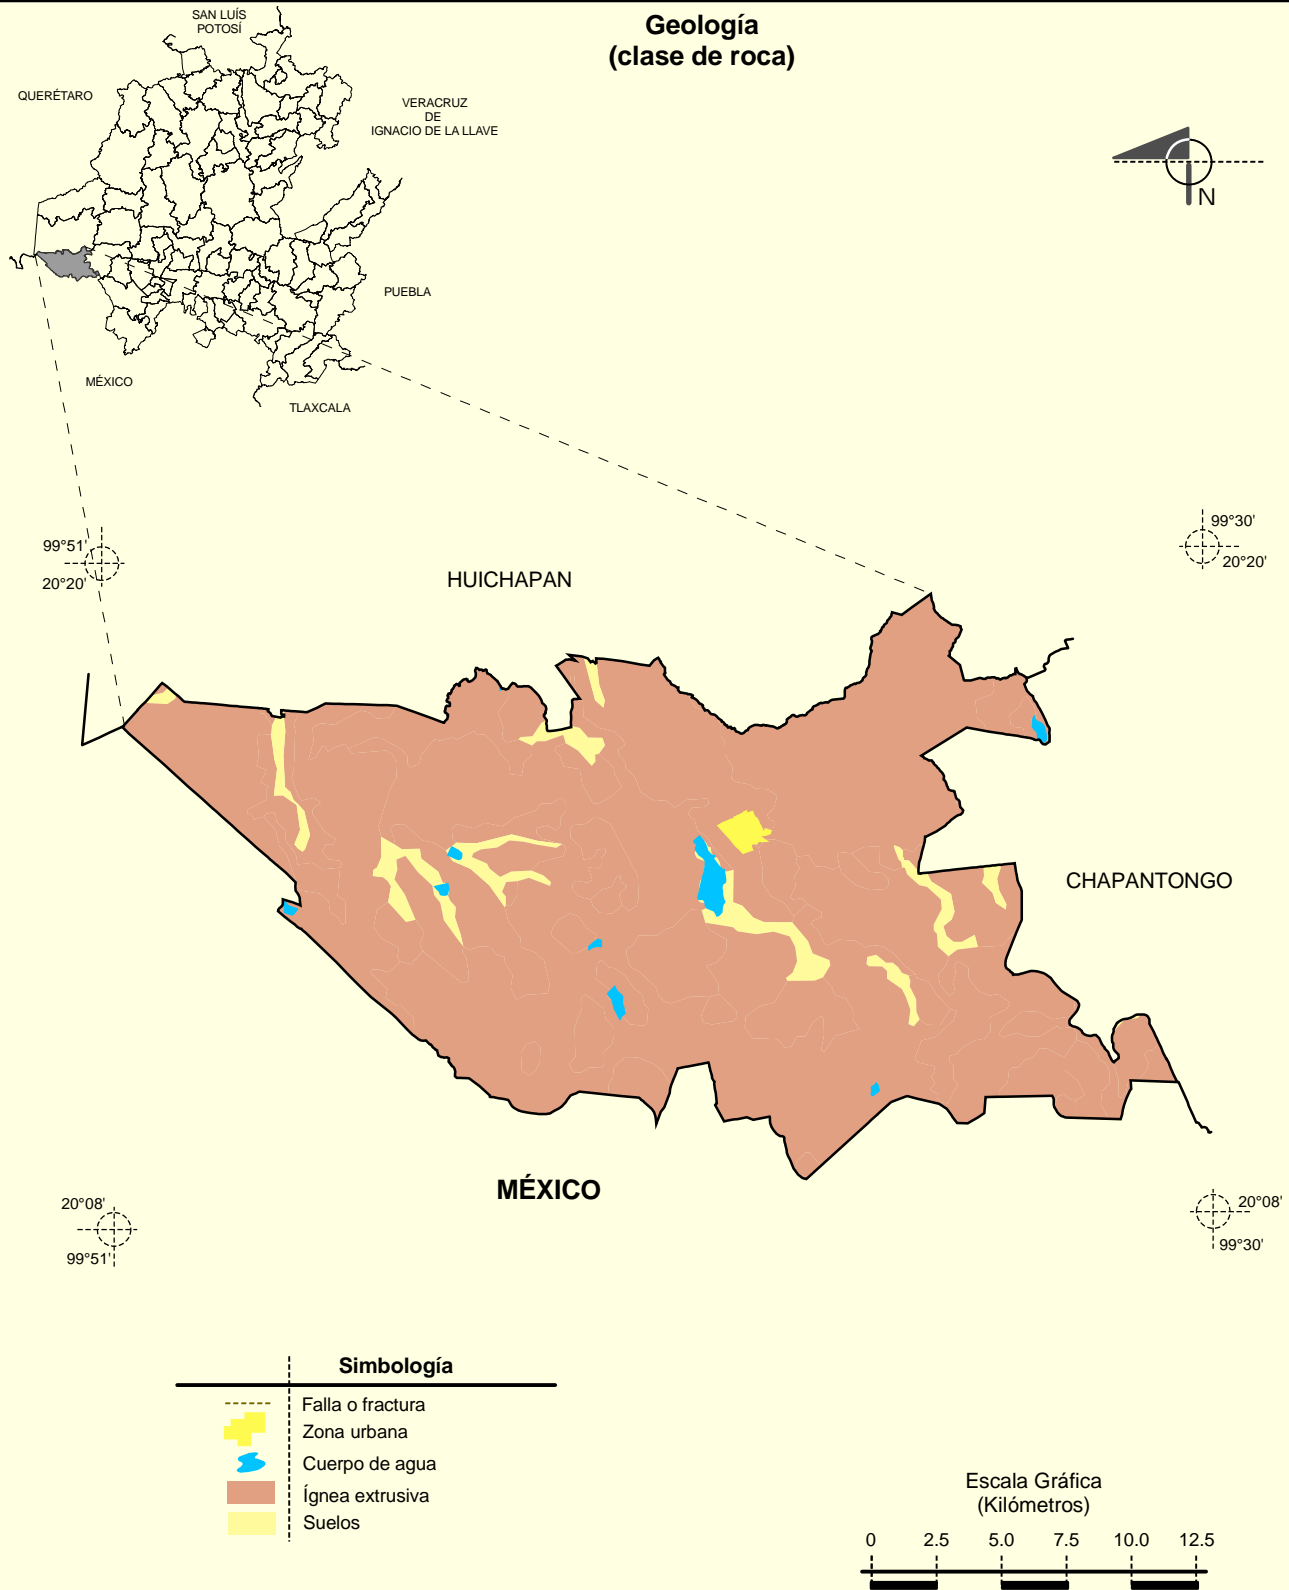 Geología
(clase de roca)
SAN LUÍS
POTOSÍ
QUERÉTARO
VERACRUZ
DE
IGNACIO DE LA LLAVE
PUEBLA
MÉXICO
TLAXCALA
N
99°51'
20°20'
99°30'
20°20'
HUICHAPAN
CHAPANTONGO
MÉXICO
20°08'
99°51'
20°08'
99°30'
Simbología
Falla o fractura
Zona urbana
Cuerpo de agua
Ígnea extrusiva
Suelos
Escala Gráfica
(Kilómetros)
0 2.5 5.0 7.5 10.0 12.5